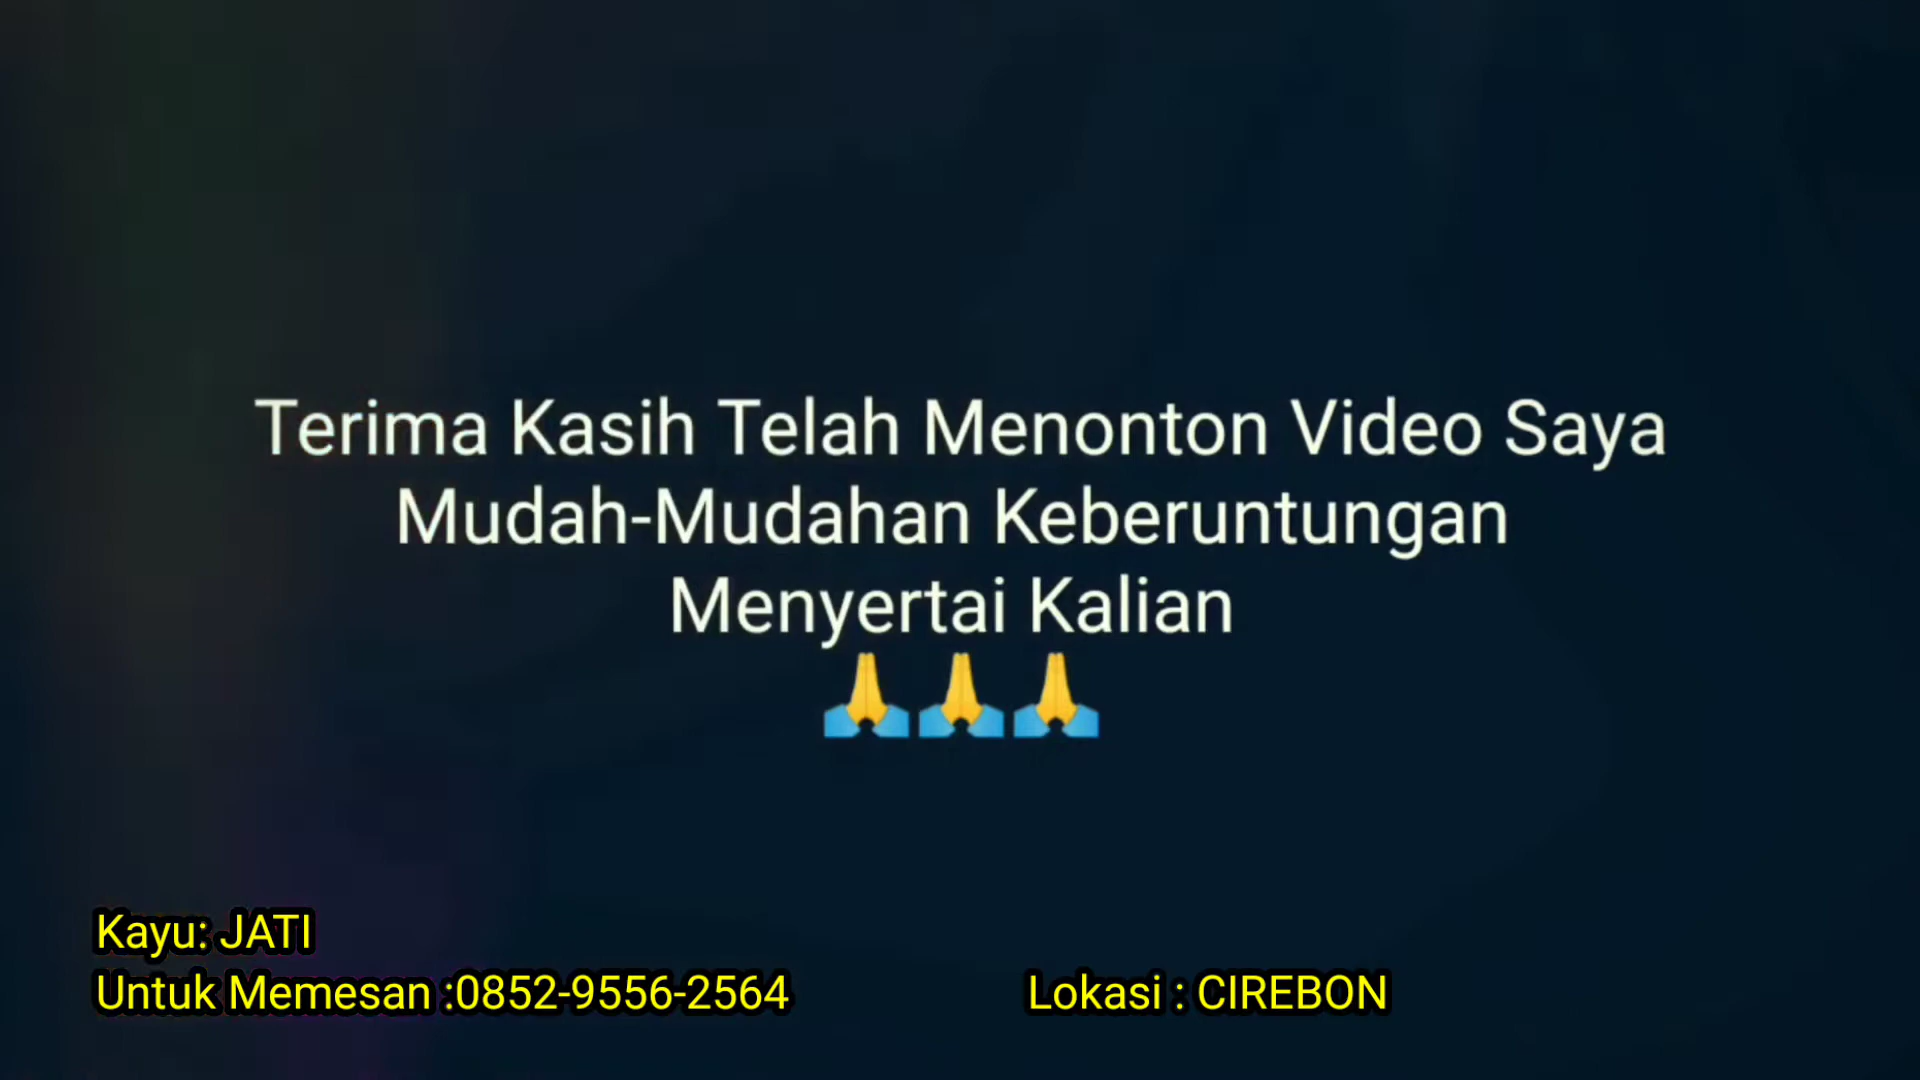 Terima Kasih Telah Menonton Video Saya
Mudah-Mudahan Keberuntungan
Menyertai Kalian
🙏🙏🙏
Kayu: JATI
Untuk Memesan :0852-9556-2564
Lokasi : CIREBON